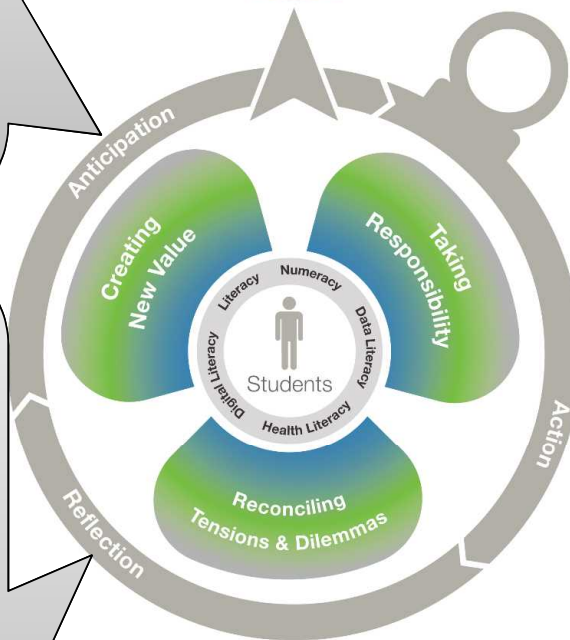 Anticipation
Action
Reflection
Creating
New Value
Taking
Responsibility
Reconciling
Tensions & Dilemmas
Literacy
Numeracy
Data Literacy
Health Literacy
Digital Literacy
Students